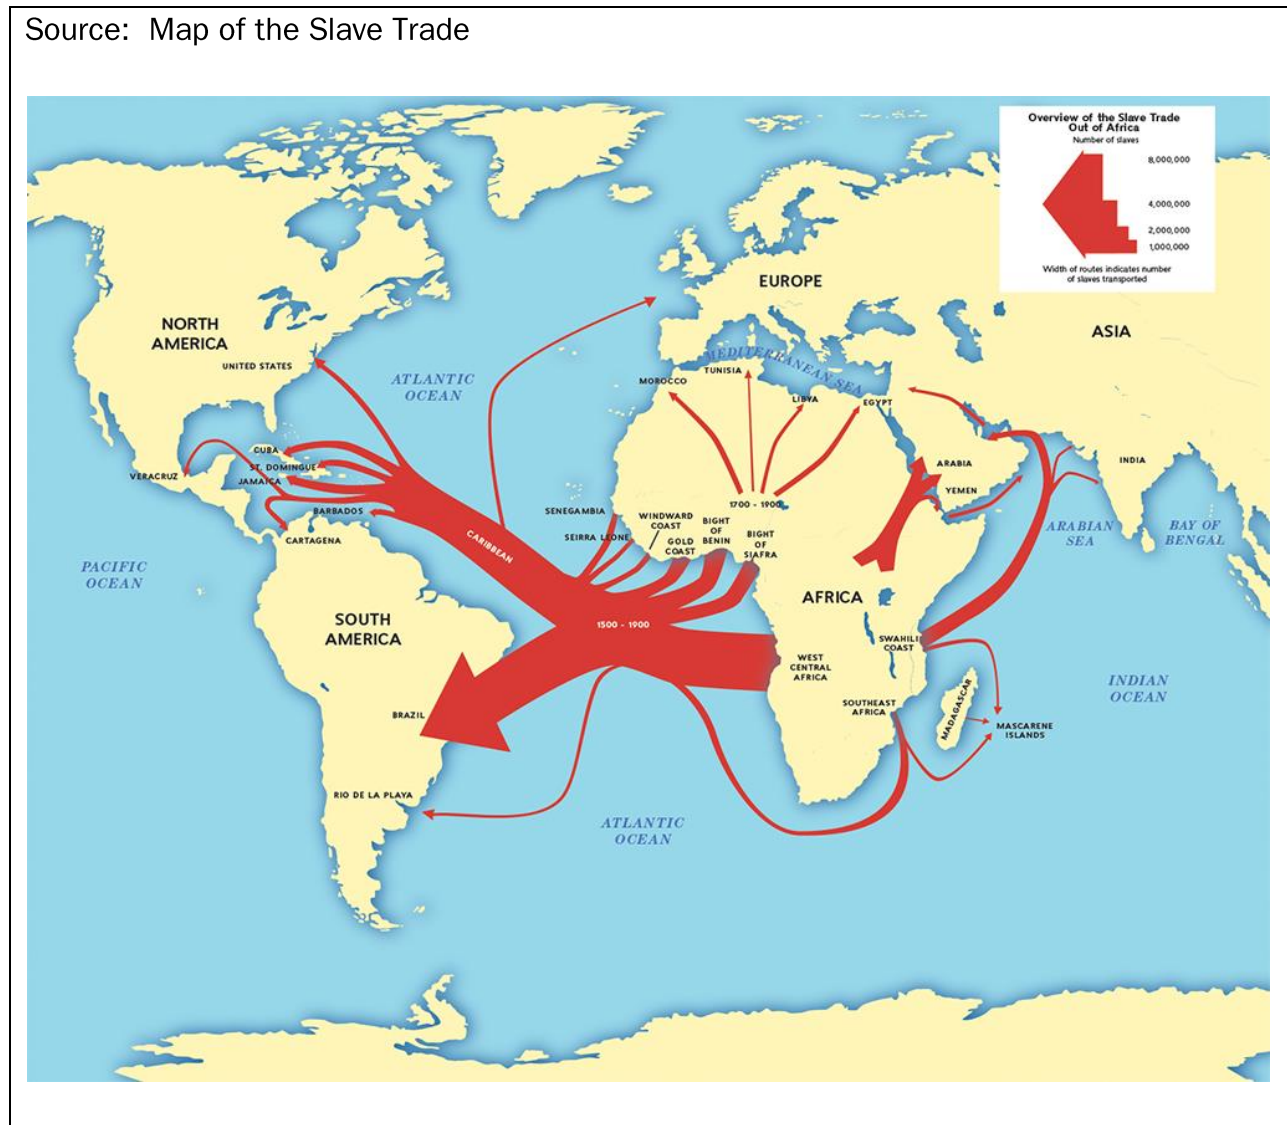 Source: Map of the Slave Trade
Overview of the Slave Trade
Out of Africa
Number of slaves
8,000,000
4,000,000
2,000,000
1,000,000
Width of routes indicates number
of slaves transported
NORTH
AMERICA
UNITED STATES
ATLANTIC
OCEAN
EUROPE
ASIA
MEDITERRANEAN SEA
MOROCCO
TUNISIA
LIBYA
EGYPT
CUBA
ST. DOMINGUE
JAMAICA
VERACRUZ
BARBADOS
CARTAGENA
CARIBBEAN
SENEGAMBIA
SEIRRA LEONE
WINDWARD
COAST
GOLD
COAST
BIGHT
OF
BENIN
BIGHT
OF
SIAFRA
1700 - 1900
ARABIA
YEMEN
INDIA
ARABIAN
SEA
BAY OF
BENGAL
PACIFIC
OCEAN
SOUTH
AMERICA
1500 - 1900
AFRICA
WEST
CENTRAL
AFRICA
SWAHILI
COAST
SOUTHEAST
AFRICA
MADAGASCAR
MASCARENE
ISLANDS
INDIAN
OCEAN
BRAZIL
RIO DE LA PLAYA
ATLANTIC
OCEAN